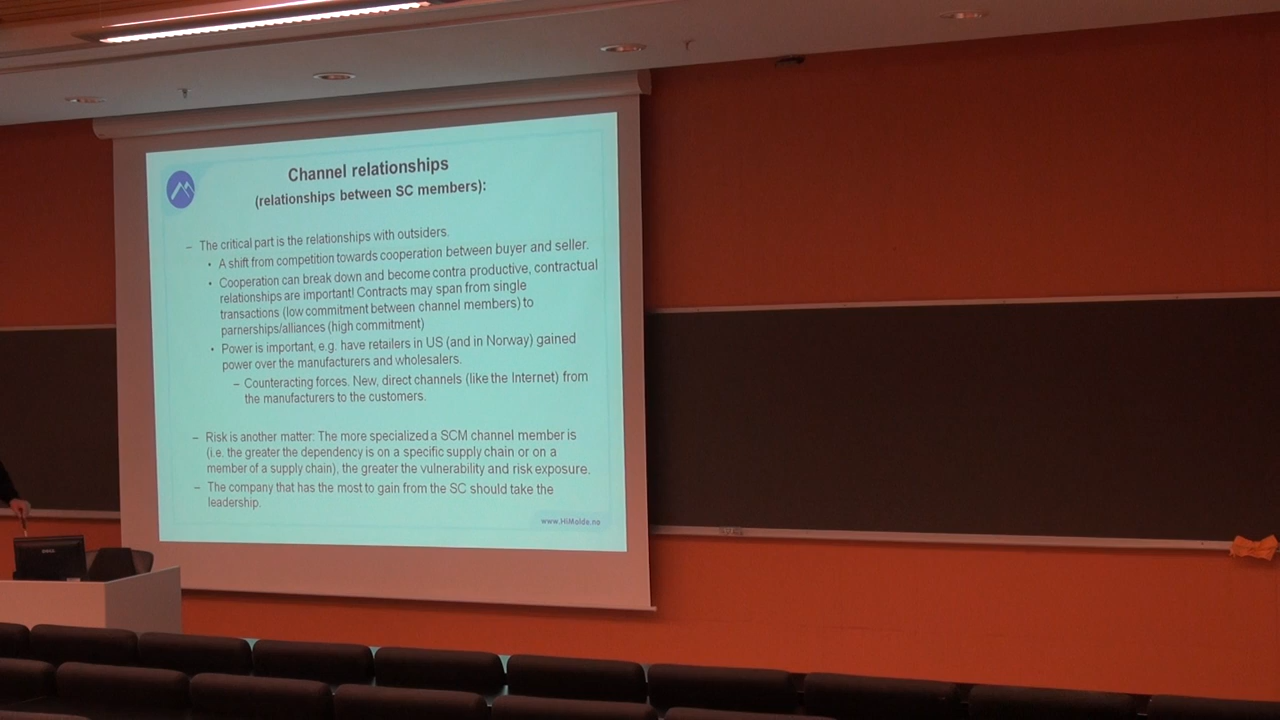 Channel relationships
(relationships between SC members):
– The critical part is the relationships with outsiders.
• A shift from competition towards cooperation between buyer and seller.
• Cooperation can break down and become contra productive, contractual
relationships are important! Contracts may span from single
transactions (low commitment between channel members) to
parnerships/alliances (high commitment)
• Power is important, e.g. have retailers in US (and in Norway) gained
power over the manufacturers and wholesalers.
– Counteracting forces. New, direct channels (like the Internet) from
the manufacturers to the customers.
– Risk is another matter: The more specialized a SCM channel member is
(i.e. the greater the dependency is on a specific supply chain or on a
member of a supply chain), the greater the vulnerability and risk exposure.
– The company that has the most to gain from the SC should take the
leadership.
www.HiMolde.no
DELL